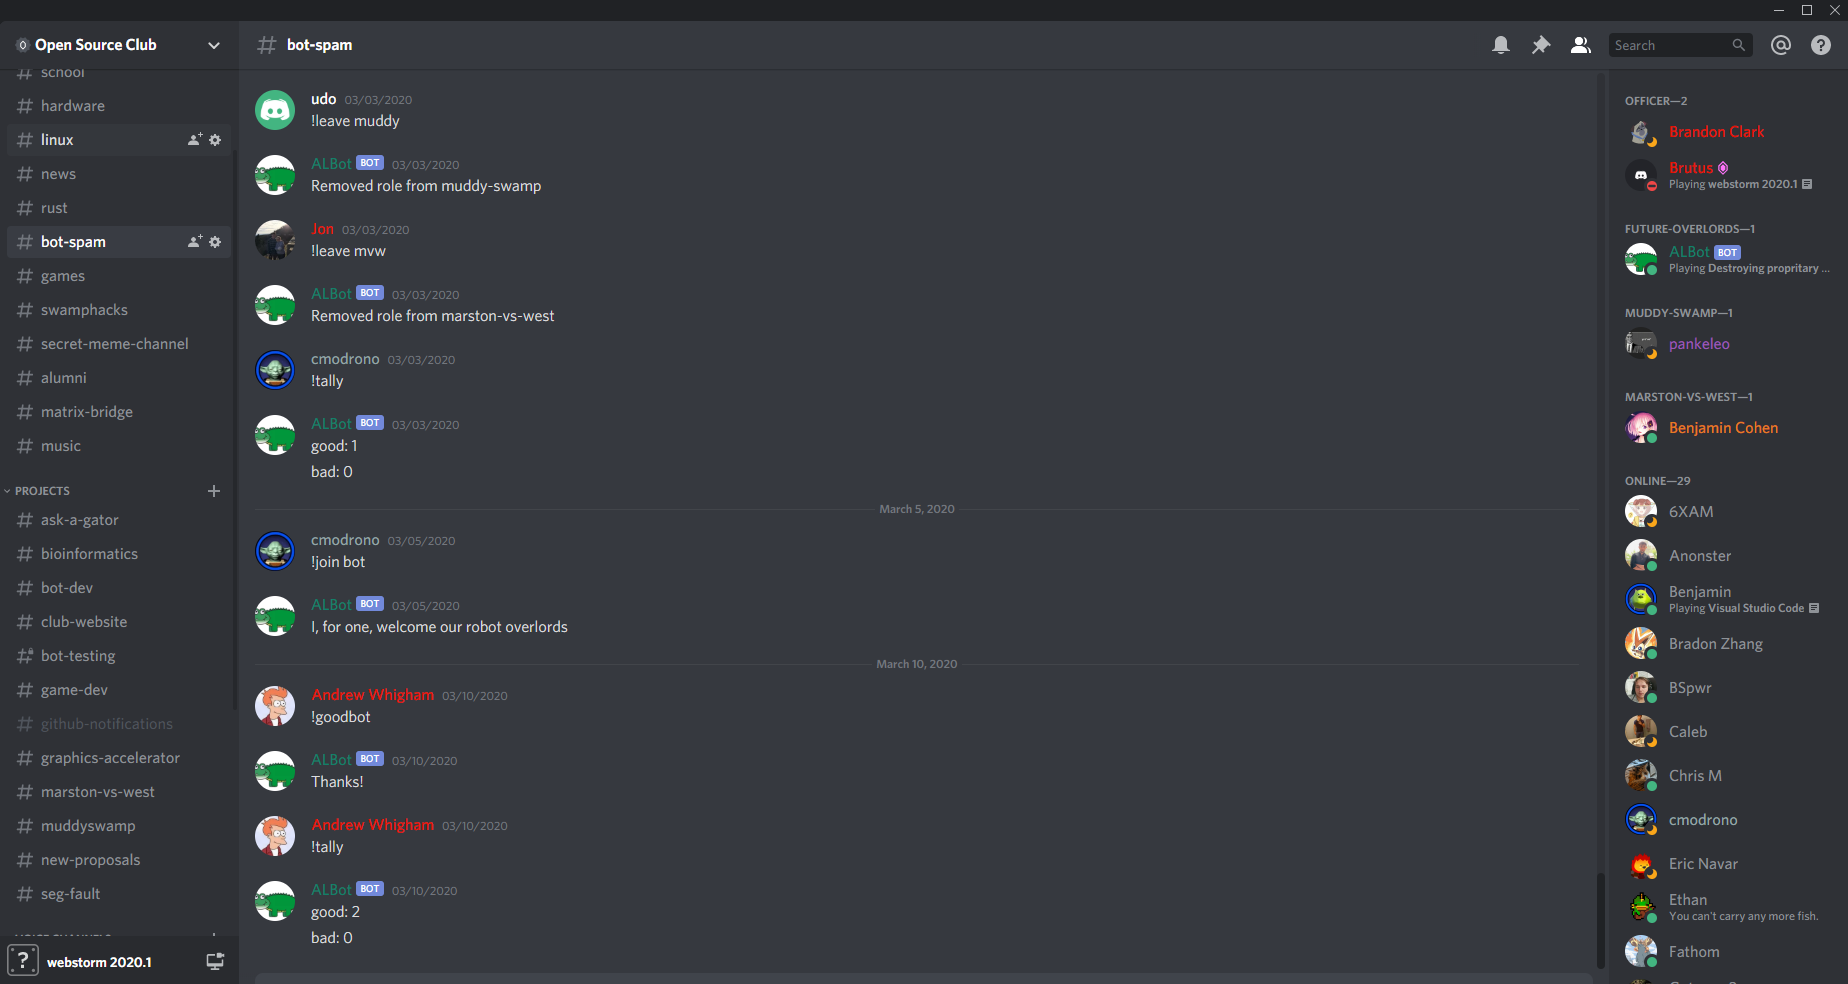 Open Source Club
school
hardware
linux
news
rust
bot-spam
games
swamphacks
secret-meme-channel
alumni
matrix-bridge
music
PROJECTS
ask-a-gator
bioinformatics
bot-dev
club-website
bot-testing
game-dev
github-notifications
graphics-accelerator
marston-vs-west
muddyswamp
new-proposals
seg-fault
webstorm 2020.1
# bot-spam
Search
udo 03/03/2020
!leave muddy
ALBot BOT 03/03/2020
Removed role from muddy-swamp
Jon 03/03/2020
!leave mvw
ALBot BOT 03/03/2020
Removed role from marston-vs-west
cmodrono 03/03/2020
!tally
ALBot BOT 03/03/2020
good: 1
bad: 0
March 5, 2020
cmodrono 03/05/2020
!join bot
ALBot BOT 03/05/2020
I, for one, welcome our robot overlords
March 10, 2020
Andrew Whigham 03/10/2020
!goodbot
ALBot BOT 03/10/2020
Thanks!
Andrew Whigham 03/10/2020
!tally
ALBot BOT 03/10/2020
good: 2
bad: 0
OFFICER—2
Brandon Clark
Brutus
Playing webstorm 2020.1
FUTURE-OVERLORDS—1
ALBot BOT
Playing Destroying propritary ...
MUDDY-SWAMP—1
pankeleo
MARSTON-VS-WEST—1
Benjamin Cohen
ONLINE—29
6XAM
Anonster
Benjamin
Playing Visual Studio Code
Bradon Zhang
BSpwr
Caleb
Chris M
cmodrono
Eric Navar
Ethan
You can't carry any more fish.
Fathom